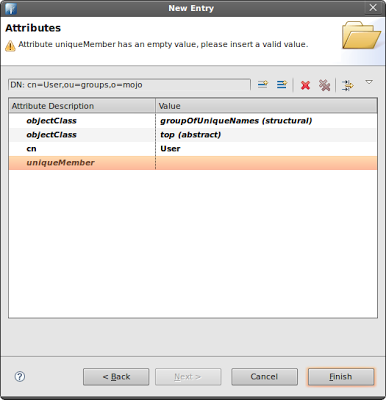 New Entry
Attributes
Attribute uniqueMember has an empty value, please insert a valid value.
DN: cn=User,ou=groups,o=mojo
Attribute Description Value
objectClass groupOfUniqueNames (structural)
objectClass top (abstract)
cn User
uniqueMember
? < Back Next > Cancel Finish